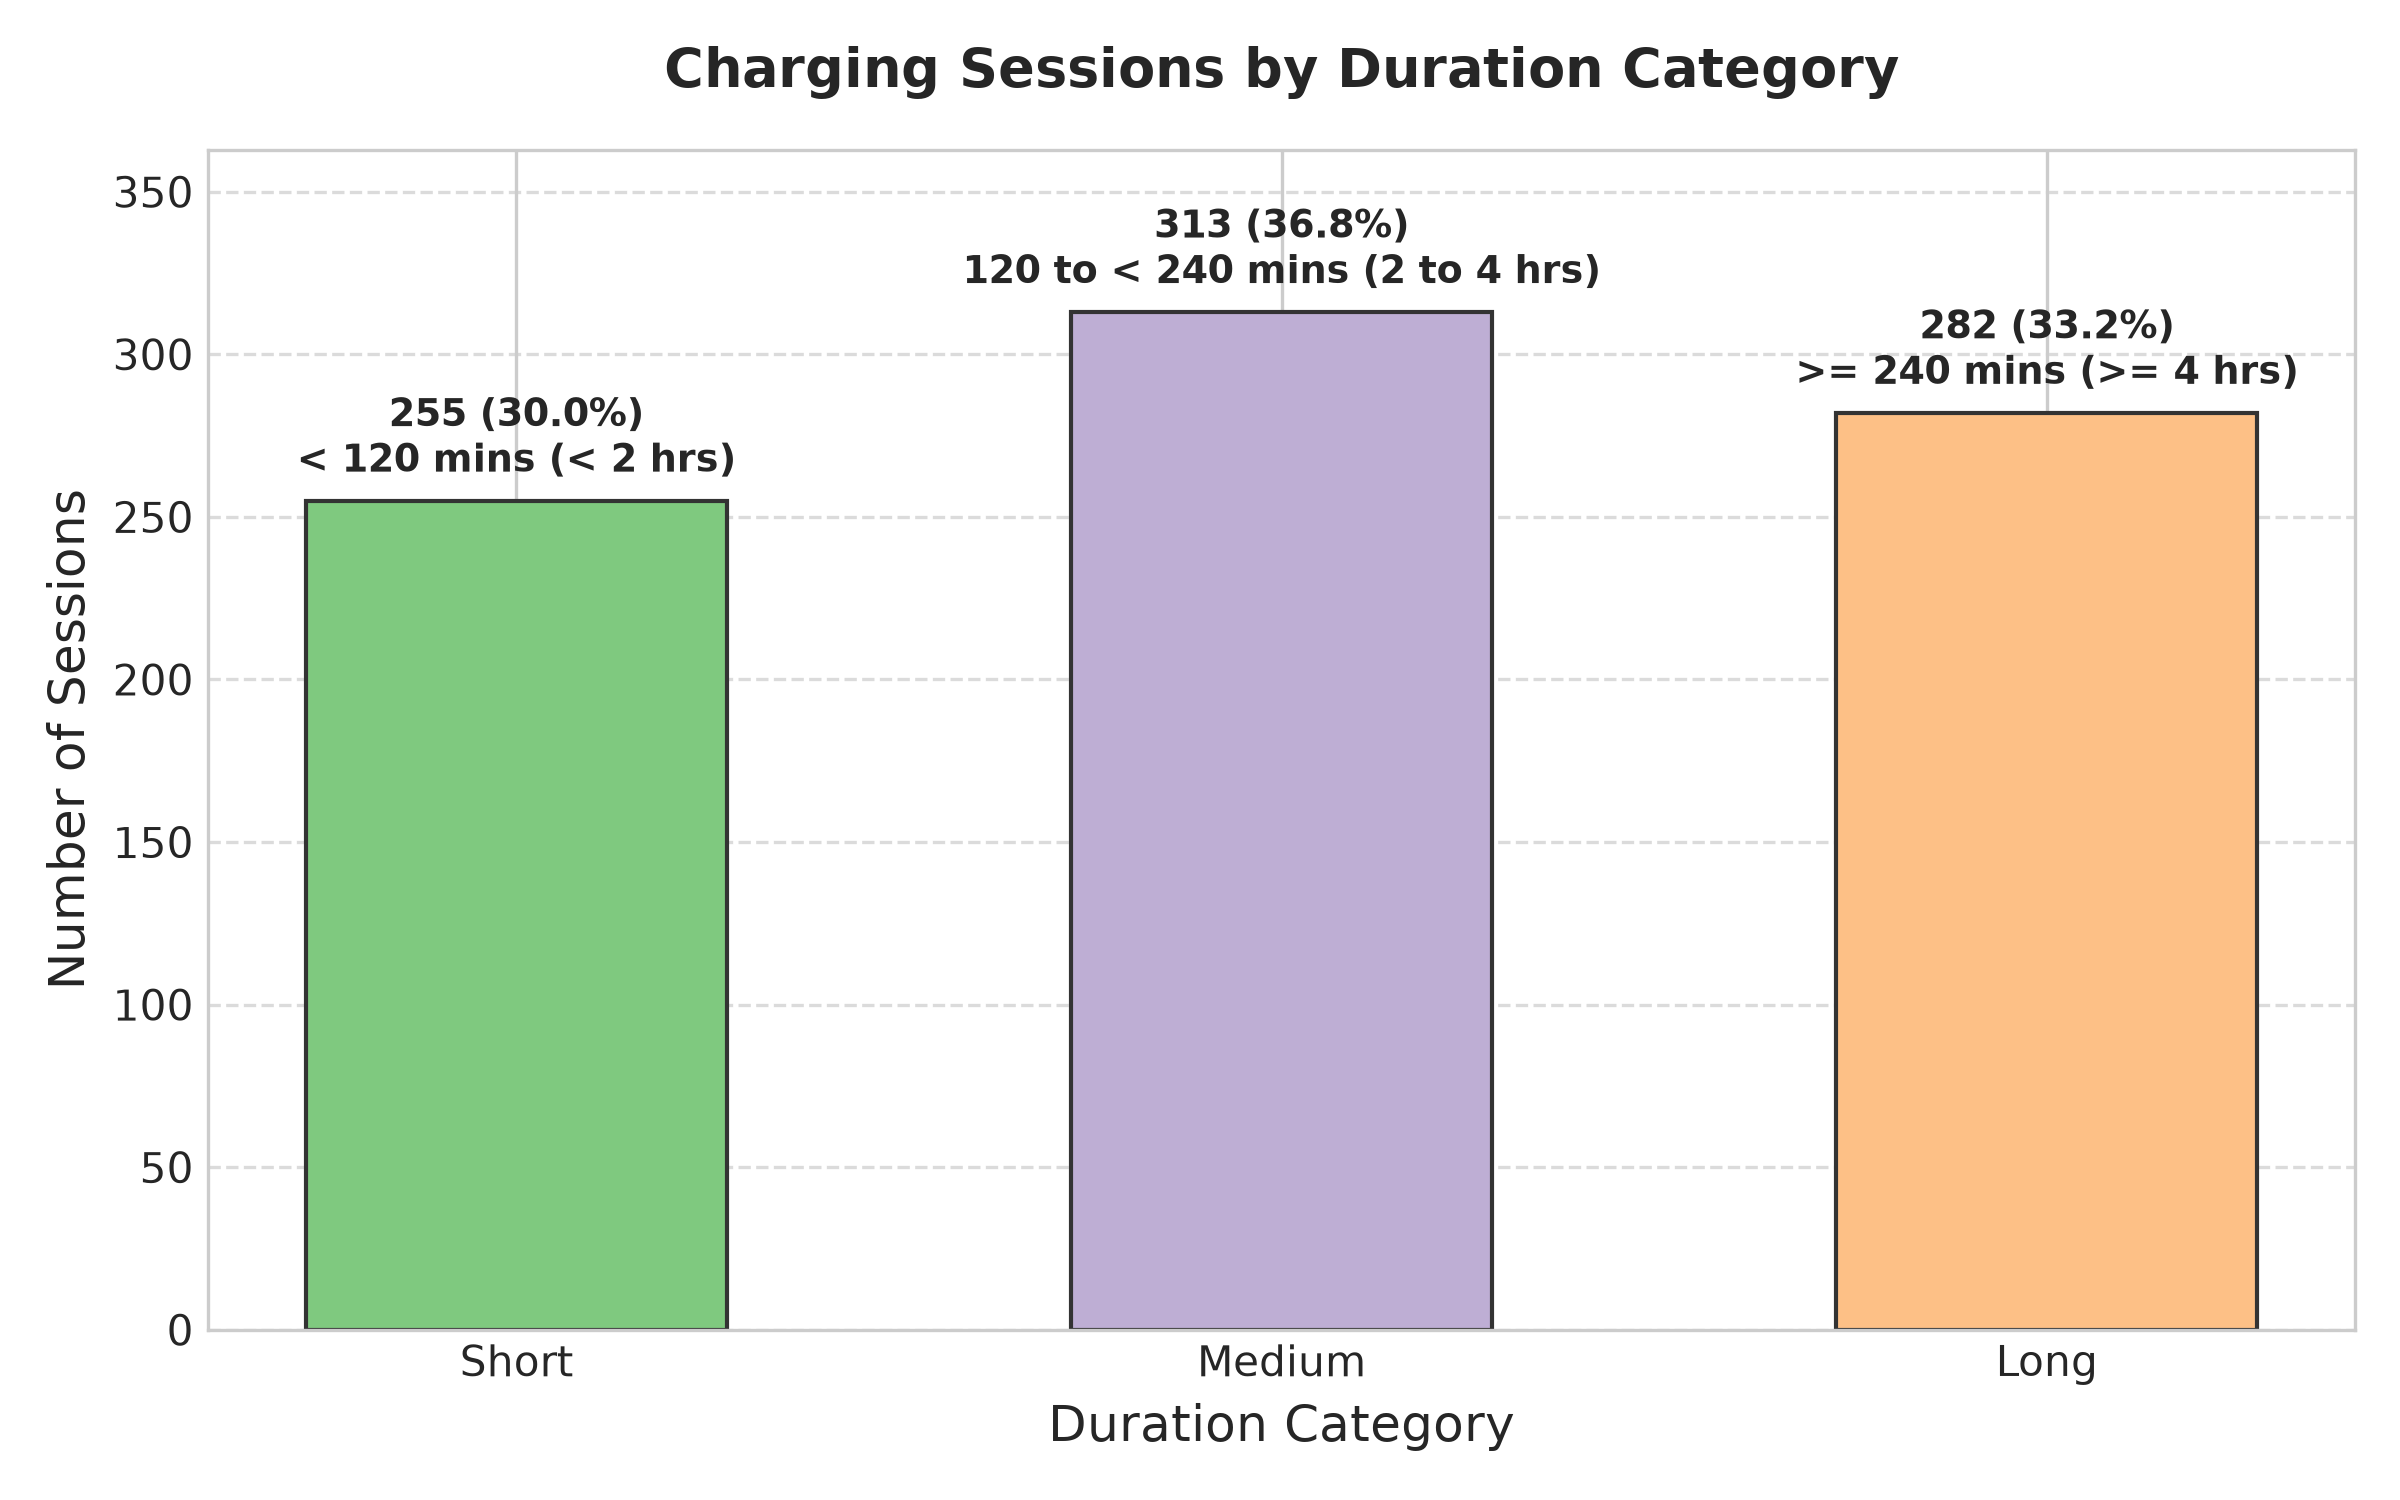 Charging Sessions by Duration Category
350
300
250
200
150
100
50
0
Number of Sessions
255 (30.0%)
< 120 mins (< 2 hrs)
313 (36.8%)
120 to < 240 mins (2 to 4 hrs)
282 (33.2%)
>= 240 mins (>= 4 hrs)
Short
Medium
Long
Duration Category